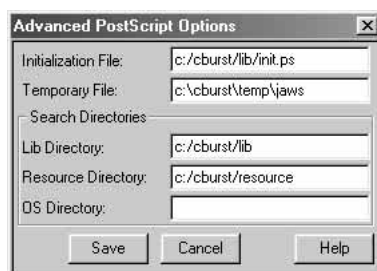 Advanced PostScript Options
Initialization File: c:/cburst/lib/init.ps
Temporary File: c:\cburst\temp\jaws
Search Directories
Lib Directory: c:/cburst/lib
Resource Directory: c:/cburst/resource
OS Directory:
Save Cancel Help